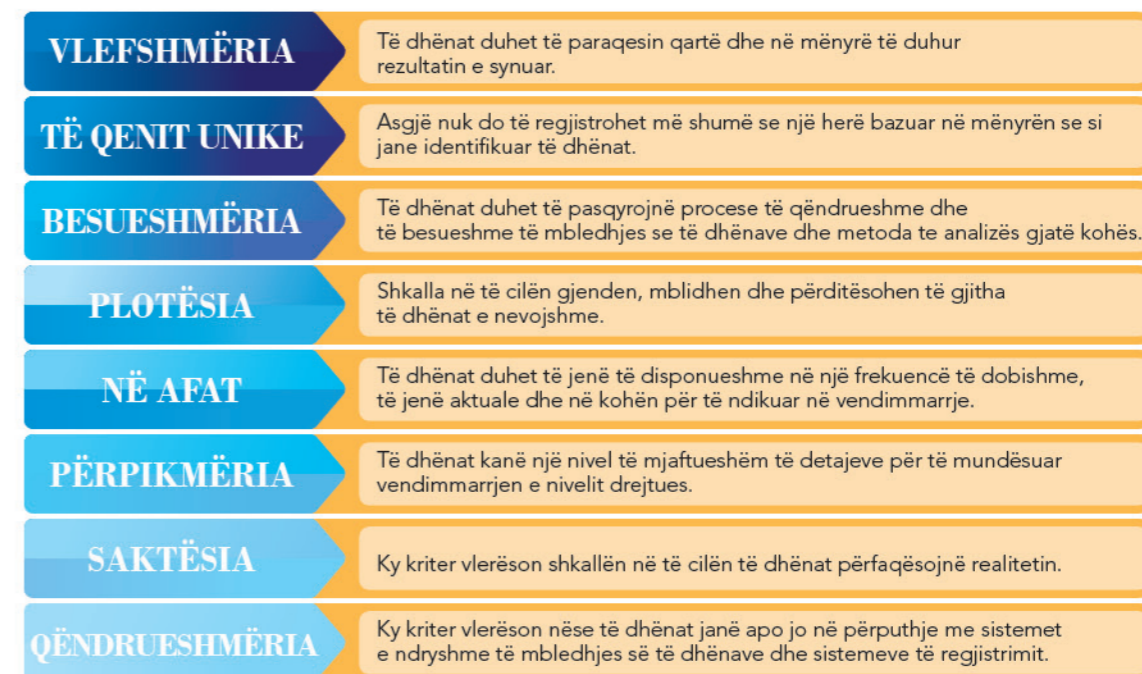 VLEFSHMËRIA
Të dhënat duhet të paraqesin qartë dhe në mënyrë të duhur
rezultatin e synuar.
TË QENIT UNIKE
Asgjë nuk do të regjistrohet më shumë se një herë bazuar në mënyrën se si
jane identifikuar të dhënat.
BESUESHMËRIA
Të dhënat duhet të pasqyrojnë procese të qëndrueshme dhe
të besueshme të mbledhjes se të dhënave dhe metoda te analizës gjatë kohës.
PLOTËSIA
Shkalla në të cilën gjenden, mblidhen dhe përditësohen të gjitha
të dhënat e nevojshme.
NË AFAT
Të dhënat duhet të jenë të disponueshme në një frekuencë të dobishme,
të jenë aktuale dhe në kohën për të ndikuar në vendimmarrje.
PËRPIKMËRIA
Të dhënat kanë një nivel të mjaftueshëm të detajeve për të mundësuar
vendimmarrjen e nivelit drejtues.
SAKTËSIA
Ky kriter vlerëson shkallën në të cilën të dhënat përfaqësojnë realitetin.
QËNDRUESHMËRIA
Ky kriter vlerëson nëse të dhënat janë apo jo në përputhje me sistemet
e ndryshme të mbledhjes së të dhënave dhe sistemeve të regjistrimit.